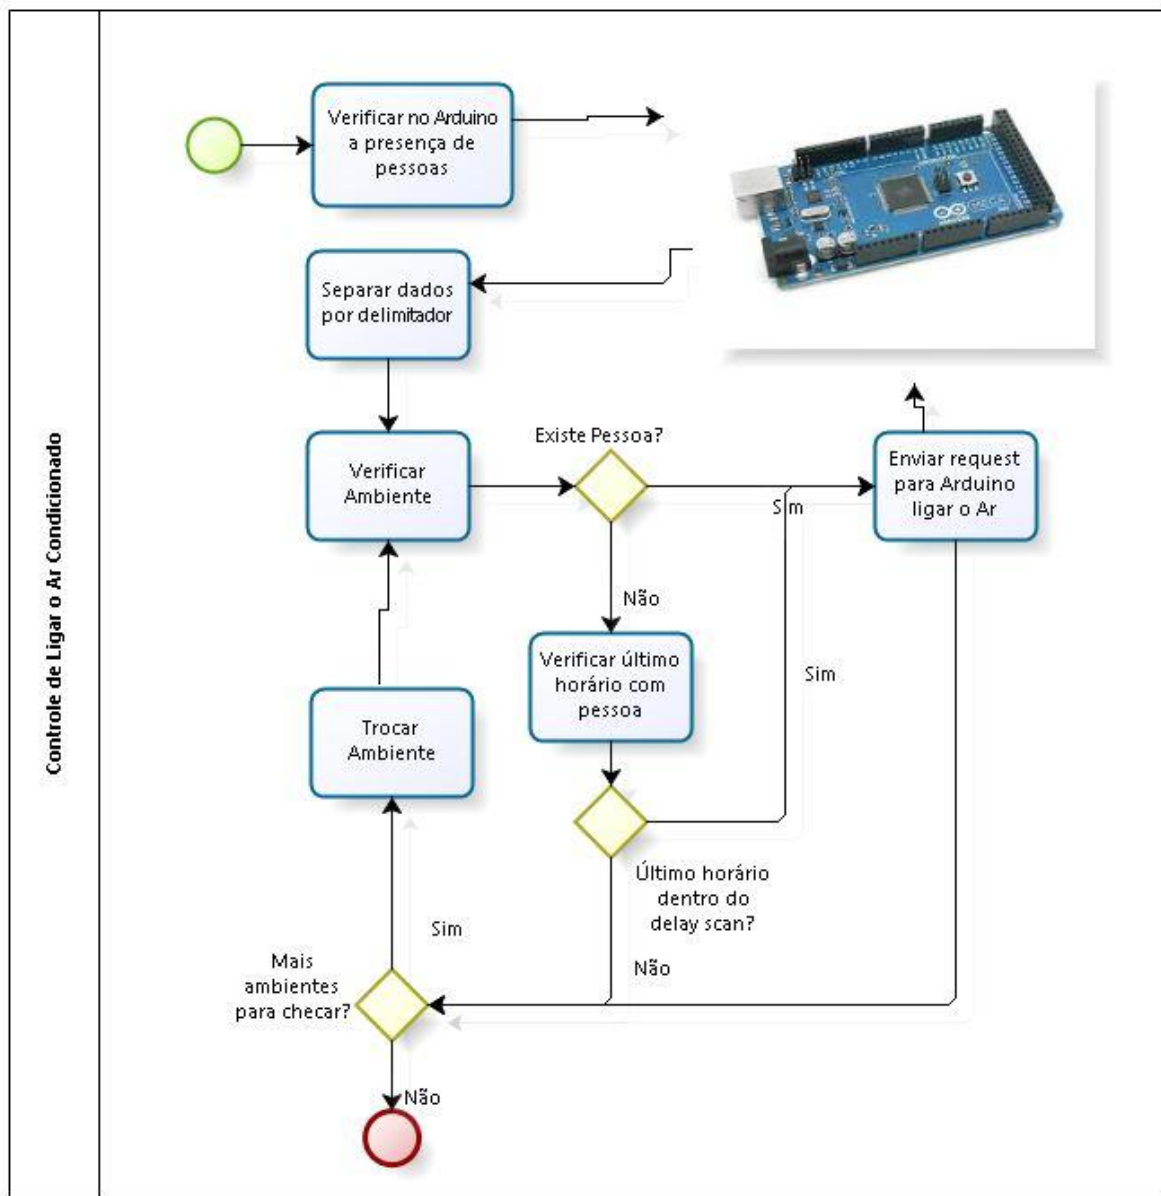 Controle de Ligar o Ar Condicionado
Verificar no Arduino
a presença de
pessoas
MEGA
Separar dados
por delimitador
Verificar
Ambiente
Existe Pessoa?
Sim
Enviar request
para Arduino
ligar o Ar
Não
Verificar último
horário com
pessoa
Sim
Trocar
Ambiente
Último horário
dentro do
delay scan?
Sim
Não
Mais
ambientes
para checar?
Não